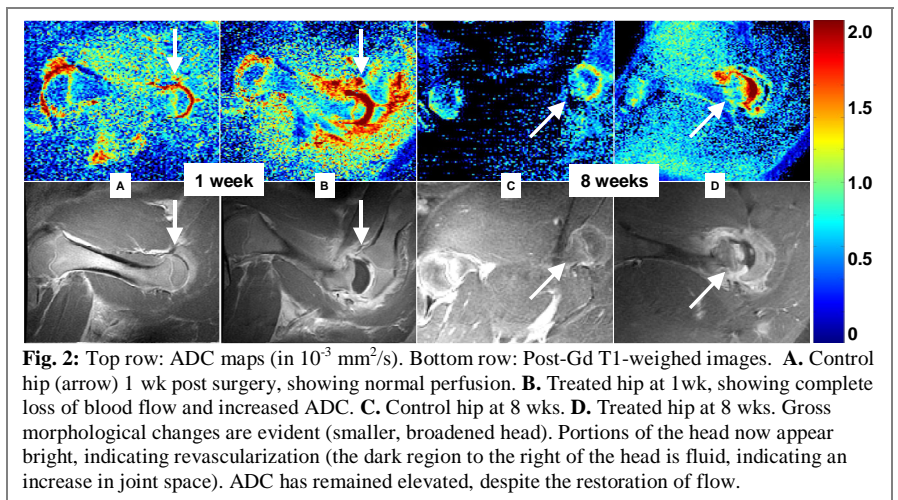 2.0
1.5
1.0
0.5
0
A 1 week B C 8 weeks D
Fig. 2: Top row: ADC maps (in 10⁻³ mm²/s). Bottom row: Post-Gd T1-weighed images. A. Control
hip (arrow) 1 wk post surgery, showing normal perfusion. B. Treated hip at 1wk, showing complete
loss of blood flow and increased ADC. C. Control hip at 8 wks. D. Treated hip at 8 wks. Gross
morphological changes are evident (smaller, broadened head). Portions of the head now appear
bright, indicating revascularization (the dark region to the right of the head is fluid, indicating an
increase in joint space). ADC has remained elevated, despite the restoration of flow.